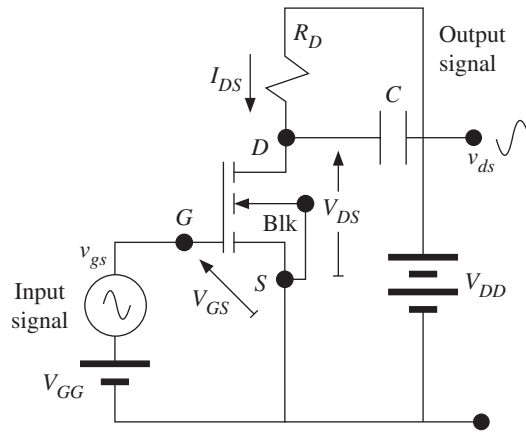 R_D
Output
signal
I_DS
C
D
v_ds
V_DS
Blk
G
v_gs
S
V_GS
V_DD
Input
signal
V_GG